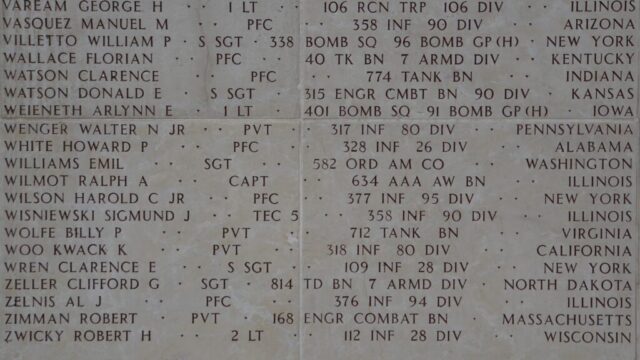 VAREAM GEORGE H · · 1 LT · · 106 RCN TRP 106 DIV · · ILLINOIS
VASQUEZ MANUEL M · · PFC · · 358 INF 90 DIV · · ARIZONA
VILLETTO WILLIAM P · S SGT · 338 BOMB SQ 96 BOMB GP (H) · NEW YORK
WALLACE FLORIAN · · PFC · · 40 TK BN 7 ARMD DIV · · KENTUCKY
WATSON CLARENCE · · PFC · · 774 TANK BN · · INDIANA
WATSON DONALD E · S SGT · 315 ENGR CMBT BN 90 DIV · KANSAS
WEIENETH ARLYNN E · 1 LT · 401 BOMB SQ 91 BOMB GP (H) · IOWA
WENGER WALTER N JR · · PVT · · 317 INF 80 DIV · · PENNSYLVANIA
WHITE HOWARD P · · PFC · · 328 INF 26 DIV · · ALABAMA
WILLIAMS EMIL · · SGT · · 582 ORD AM CO · · WASHINGTON
WILMOT RALPH A · · CAPT · · 634 AAA AW BN · · ILLINOIS
WILSON HAROLD C JR · · PFC · · 377 INF 95 DIV · · NEW YORK
WISNIEWSKI SIGMUND J · · TEC 5 · · 358 INF 90 DIV · · ILLINOIS
WOLFE BILLY P · · PVT · · 712 TANK BN · · VIRGINIA
WOO KWACK K · · PVT · · 318 INF 80 DIV · · CALIFORNIA
WREN CLARENCE E · · S SGT · · 109 INF 28 DIV · · NEW YORK
ZELLER CLIFFORD G · SGT · 814 TD BN 7 ARMD DIV · NORTH DAKOTA
ZELNIS AL J · · PFC · · 376 INF 94 DIV · · ILLINOIS
ZIMMAN ROBERT · PVT · 168 ENGR COMBAT BN · MASSACHUSETTS
ZWICKY ROBERT H · · 2 LT · · 112 INF 28 DIV · · WISCONSIN